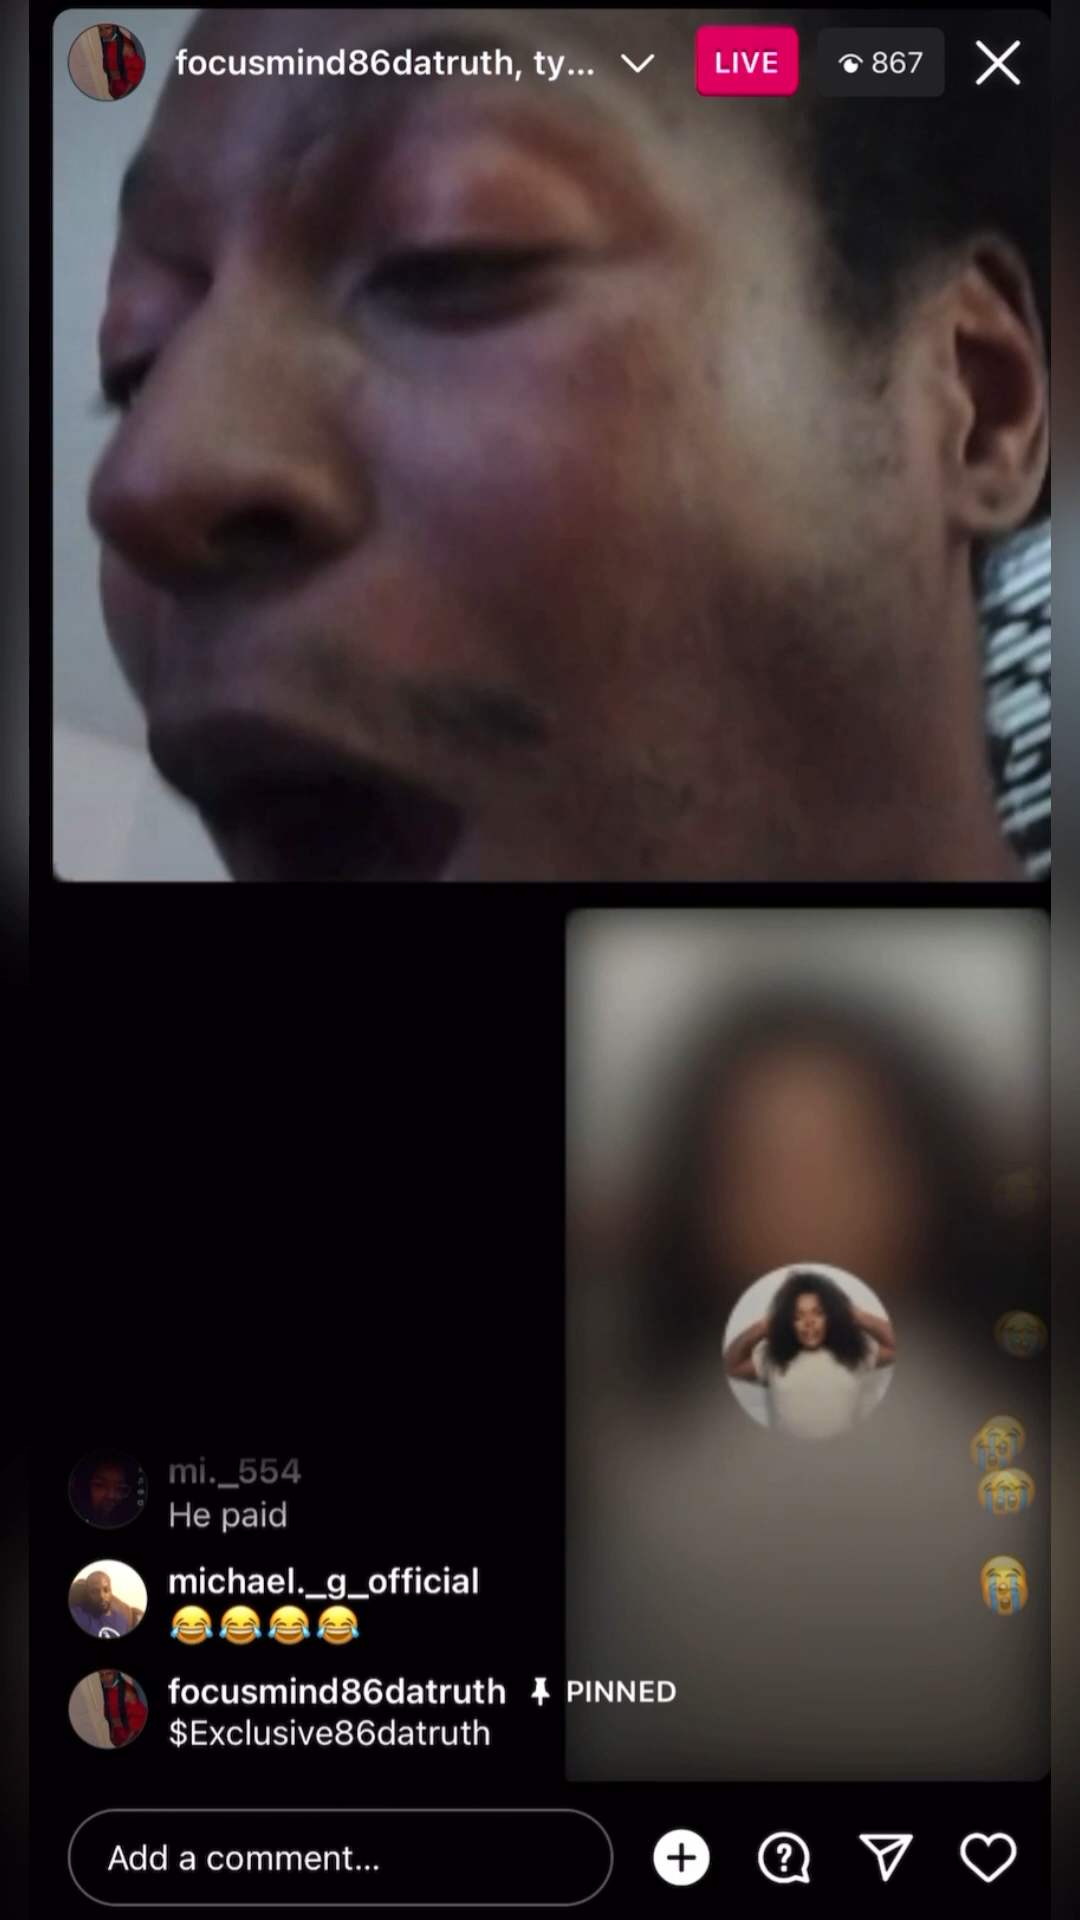 focusmind86datruth, ty...
LIVE
867
mi._554
He paid
michael._g_official
😂😂😂😂
focusmind86datruth PINNED
$Exclusive86datruth
Add a comment...